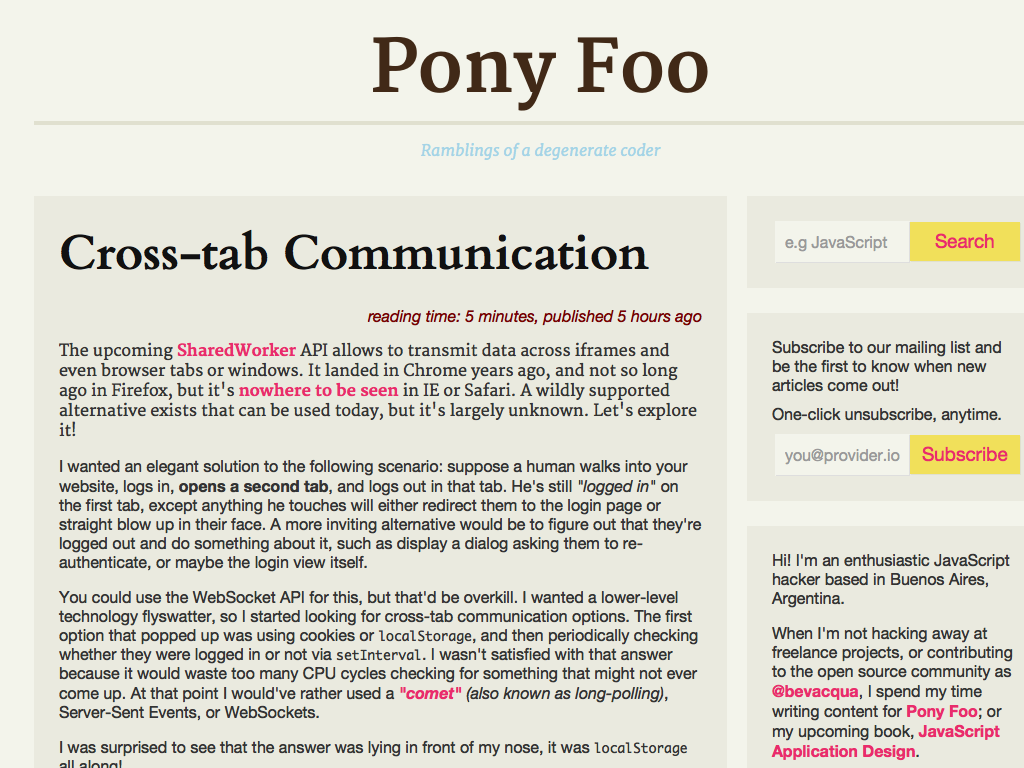 Pony Foo
Ramblings of a degenerate coder
Cross-tab Communication
reading time: 5 minutes, published 5 hours ago
The upcoming SharedWorker API allows to transmit data across iframes and
even browser tabs or windows. It landed in Chrome years ago, and not so long
ago in Firefox, but it's nowhere to be seen in IE or Safari. A wildly supported
alternative exists that can be used today, but it's largely unknown. Let's explore
it!
I wanted an elegant solution to the following scenario: suppose a human walks into your
website, logs in, opens a second tab, and logs out in that tab. He's still "logged in" on
the first tab, except anything he touches will either redirect them to the login page or
straight blow up in their face. A more inviting alternative would be to figure out that they're
logged out and do something about it, such as display a dialog asking them to re-
authenticate, or maybe the login view itself.
You could use the WebSocket API for this, but that'd be overkill. I wanted a lower-level
technology flyswatter, so I started looking for cross-tab communication options. The first
option that popped up was using cookies or localStorage, and then periodically checking
whether they were logged in or not via setInterval. I wasn't satisfied with that answer
because it would waste too many CPU cycles checking for something that might not ever
come up. At that point I would've rather used a "comet" (also known as long-polling),
Server-Sent Events, or WebSockets.
I was surprised to see that the answer was lying in front of my nose, it was localStorage
all along!
e.g JavaScript
Search
Subscribe to our mailing list and
be the first to know when new
articles come out!
One-click unsubscribe, anytime.
you@provider.io
Subscribe
Hi! I'm an enthusiastic JavaScript
hacker based in Buenos Aires,
Argentina.
When I'm not hacking away at
freelance projects, or contributing
to the open source community as
@bevacqua, I spend my time
writing content for Pony Foo; or
my upcoming book, JavaScript
Application Design.